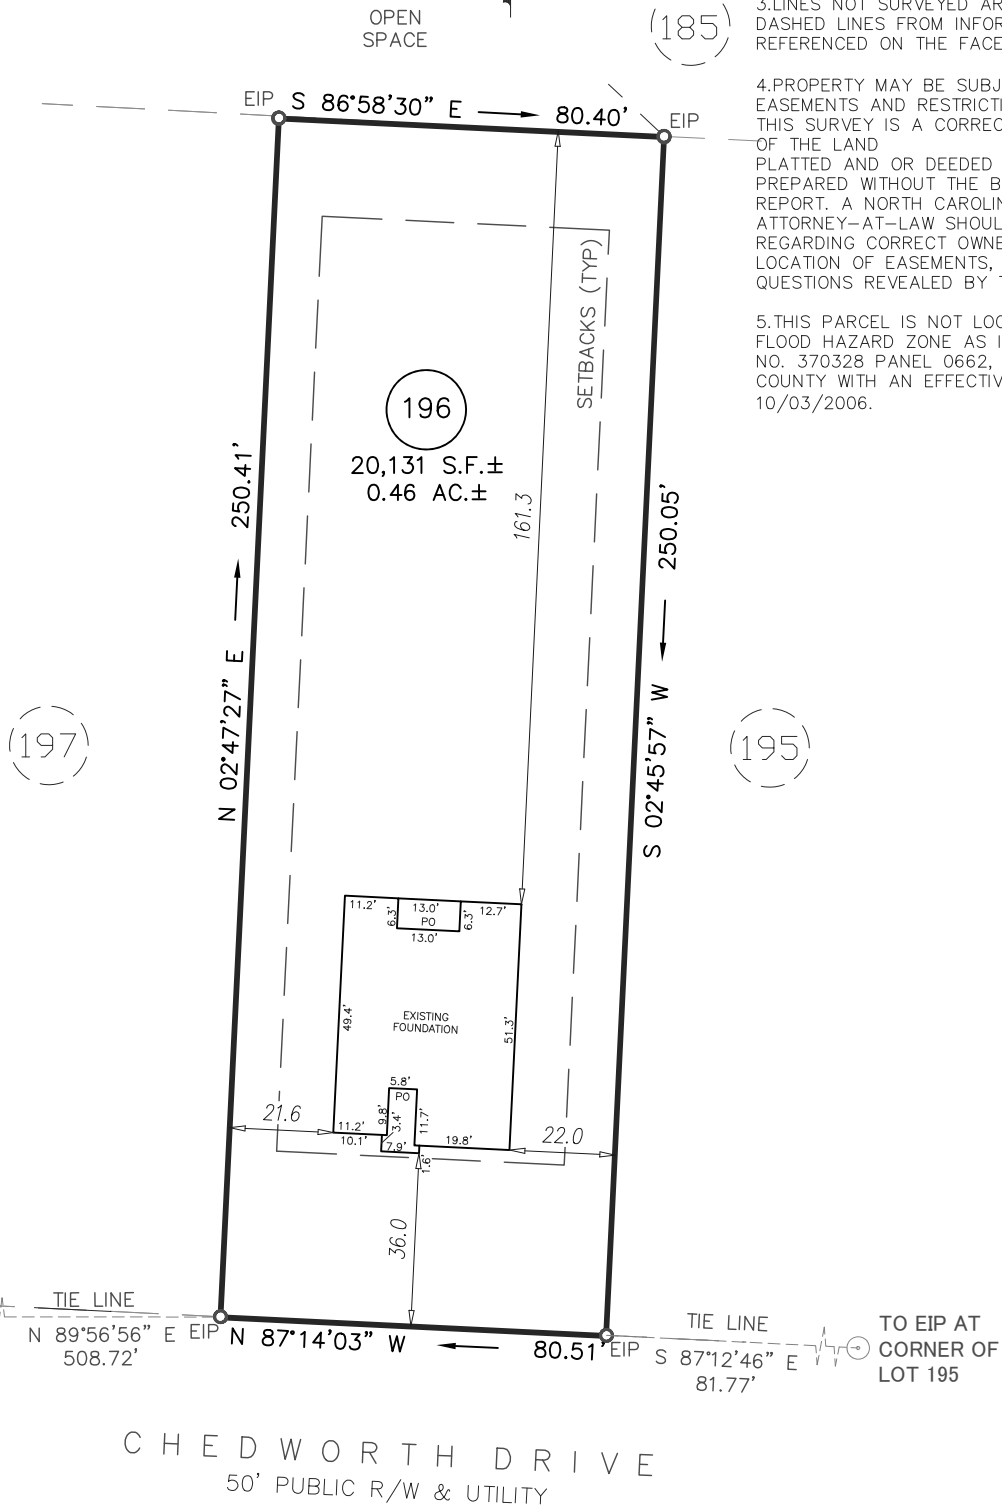 OPEN
SPACE
185
3.LINES NOT SURVEYED AR
DASHED LINES FROM INFOR
REFERENCED ON THE FACE
4.PROPERTY MAY BE SUBJ
EASEMENTS AND RESTRICTI
THIS SURVEY IS A CORREC
OF THE LAND
PLATTED AND OR DEEDED
PREPARED WITHOUT THE B
REPORT. A NORTH CAROLIN
ATTORNEY-AT-LAW SHOUL
REGARDING CORRECT OWNE
LOCATION OF EASEMENTS,
QUESTIONS REVEALED BY T
5.THIS PARCEL IS NOT LOC
FLOOD HAZARD ZONE AS I
NO. 370328 PANEL 0662,
COUNTY WITH AN EFFECTIV
10/03/2006.
EIP
S 86°58'30" E
80.40'
EIP
SETBACKS (TYP)
196
20,131 S.F.±
0.46 AC.±
161.3
N 02°47'27" E
250.41'
250.05'
S 02°45'57" W
197
195
11.2'
13.0'
12.7'
6.3'
PO
6.3'
13.0'
49.4'
EXISTING
FOUNDATION
51.3'
5.8'
PO
9.8'
3.4'
11.7'
11.2'
10.1'
7.9'
19.8'
1.6'
21.6
22.0
36.0
TIE LINE
N 89°56'56" E
508.72'
EIP
N 87°14'03" W
80.51'
EIP
TIE LINE
S 87°12'46" E
81.77'
TO EIP AT
CORNER OF
LOT 195
CHEDWORTH DRIVE
50' PUBLIC R/W & UTILITY